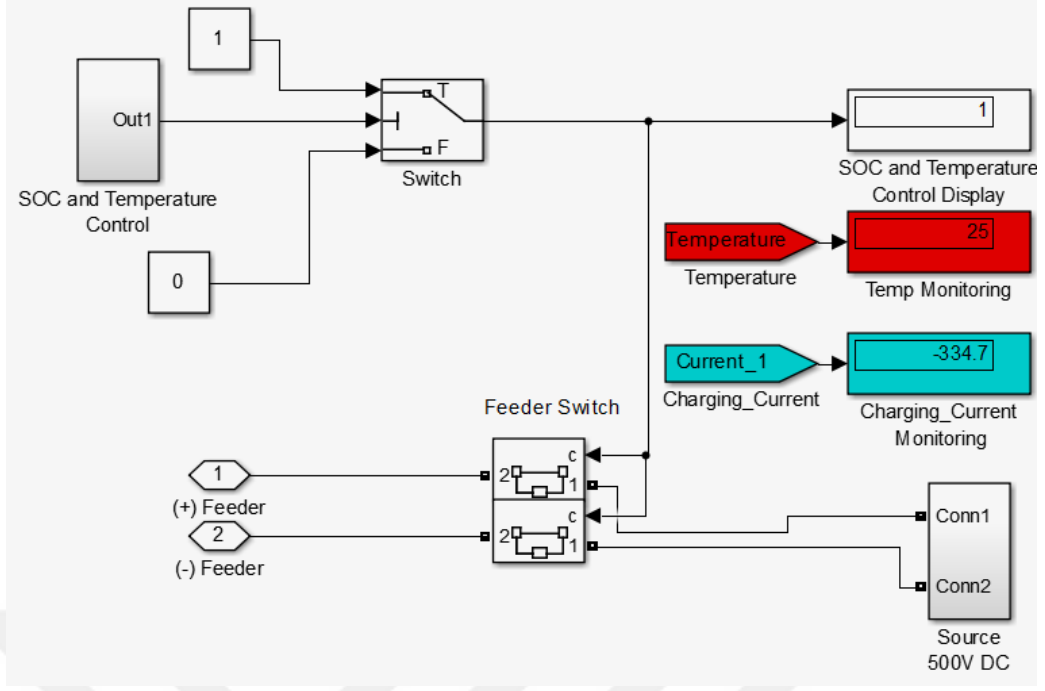 1
Out1
T
F
Switch
SOC and Temperature
Control
0
1
SOC and Temperature
Control Display
Temperature
Temperature
25
Temp Monitoring
Current_1
Charging_Current
-334.7
Charging_Current
Monitoring
Feeder Switch
c
2
1
c
2
1
1
(+) Feeder
2
(-) Feeder
Conn1
Conn2
Source
500V DC